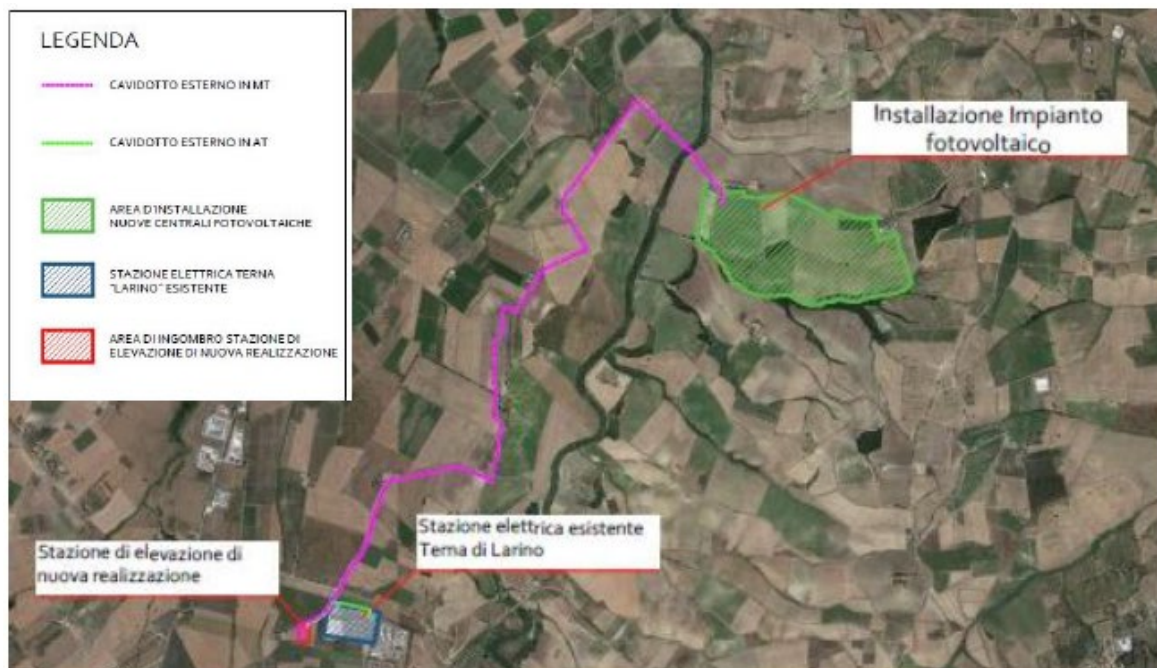 LEGENDA
CAVIDOTTO ESTERNO IN MT
CAVIDOTTO ESTERNO IN AT
AREA D'INSTALLAZIONE
NUOVE CENTRALI FOTOVOLTAICHE
STAZIONE ELETTRICA TERNA
"LARINO" ESISTENTE
AREA DI INGOMBRO STAZIONE DI
ELEVAZIONE DI NUOVA REALIZZAZIONE
Installazione Impianto
fotovoltaico
Stazione elettrica esistente
Terna di Larino
Stazione di elevazione di
nuova realizzazione